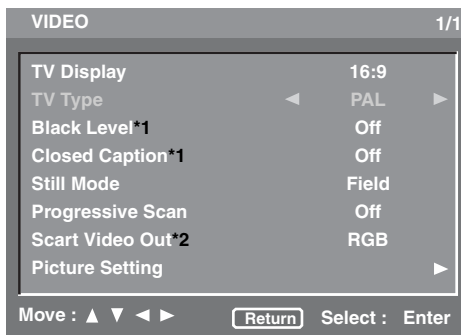 VIDEO 1/1
TV Display 16:9
TV Type ◄ PAL ►
Black Level*1 Off
Closed Caption*1 Off
Still Mode Field
Progressive Scan Off
Scart Video Out*2 RGB
Picture Setting ►
Move : ▲ ▼ ◄ ► Return Select : Enter